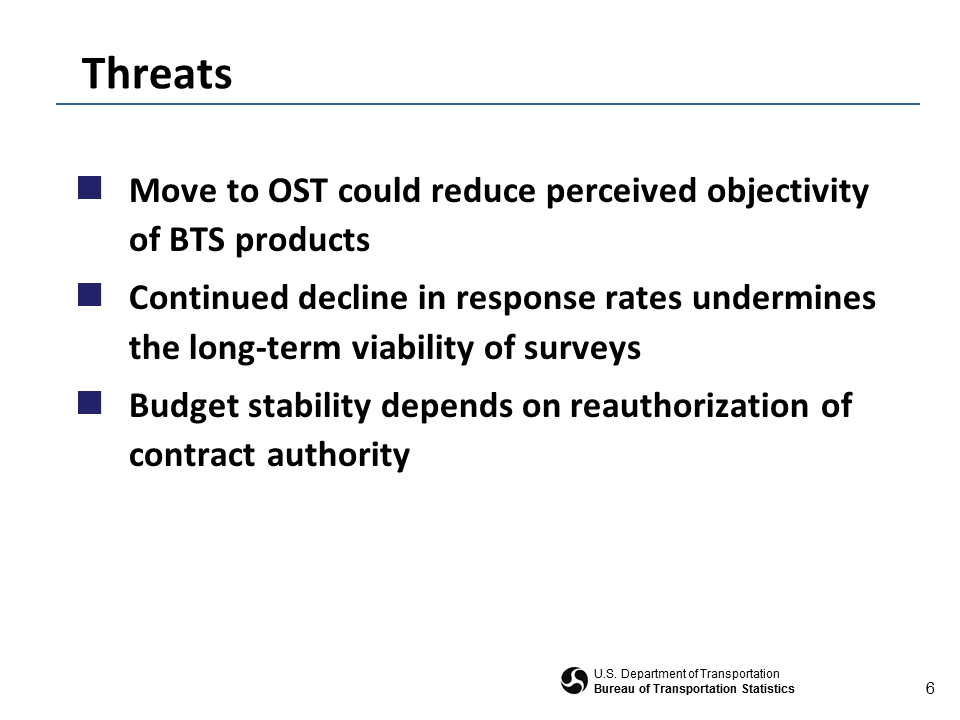 Threats
Move to OST could reduce perceived objectivity
of BTS products
Continued decline in response rates undermines
the long-term viability of surveys
Budget stability depends on reauthorization of
contract authority
U.S. Department of Transportation
Bureau of Transportation Statistics
6